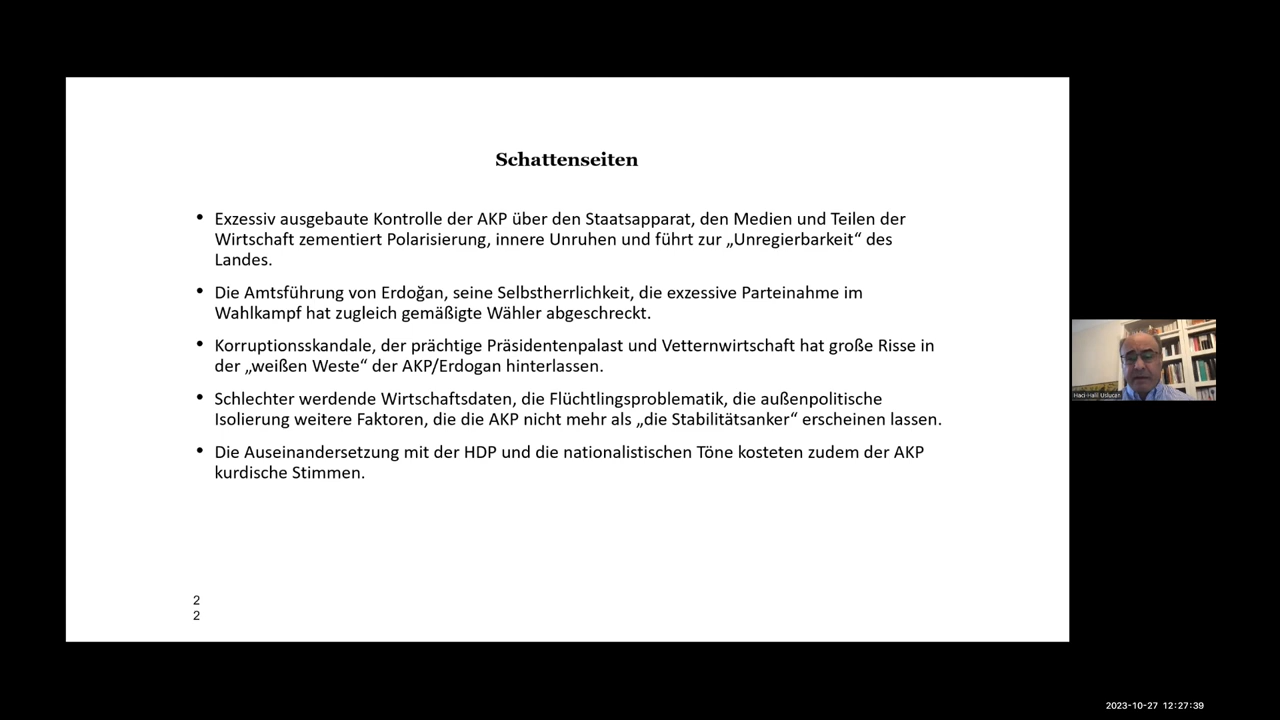 Schattenseiten
• Exzessiv ausgebaute Kontrolle der AKP über den Staatsapparat, den Medien und Teilen der
Wirtschaft zementiert Polarisierung, innere Unruhen und führt zur „Unregierbarkeit“ des
Landes.
• Die Amtsführung von Erdoğan, seine Selbstherrlichkeit, die exzessive Parteinahme im
Wahlkampf hat zugleich gemäßigte Wähler abgeschreckt.
• Korruptionsskandale, der prächtige Präsidentenpalast und Vetternwirtschaft hat große Risse in
der „weißen Weste“ der AKP/Erdogan hinterlassen.
• Schlechter werdende Wirtschaftsdaten, die Flüchtlingsproblematik, die außenpolitische
Isolierung weitere Faktoren, die die AKP nicht mehr als „die Stabilitätsanker“ erscheinen lassen.
• Die Auseinandersetzung mit der HDP und die nationalistischen Töne kosteten zudem der AKP
kurdische Stimmen.
2
2
Haci-Halil Uslucan
2023-10-27 12:27:39